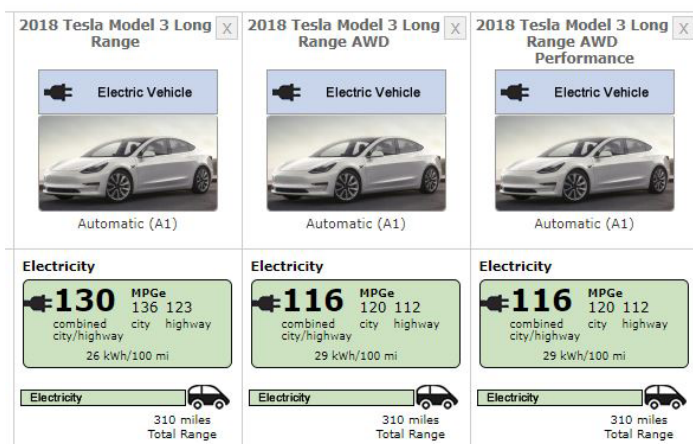 2018 Tesla Model 3 Long
Range
X
Electric Vehicle
Automatic (A1)
2018 Tesla Model 3 Long
Range AWD
X
Electric Vehicle
Automatic (A1)
2018 Tesla Model 3 Long
Range AWD
Performance
X
Electric Vehicle
Automatic (A1)
Electricity
130
MPGe
136 123
combined
city/highway
city highway
26 kWh/100 mi
Electricity
310 miles
Total Range
Electricity
116
MPGe
120 112
combined
city/highway
city highway
29 kWh/100 mi
Electricity
310 miles
Total Range
Electricity
116
MPGe
120 112
combined
city/highway
city highway
29 kWh/100 mi
Electricity
310 miles
Total Range